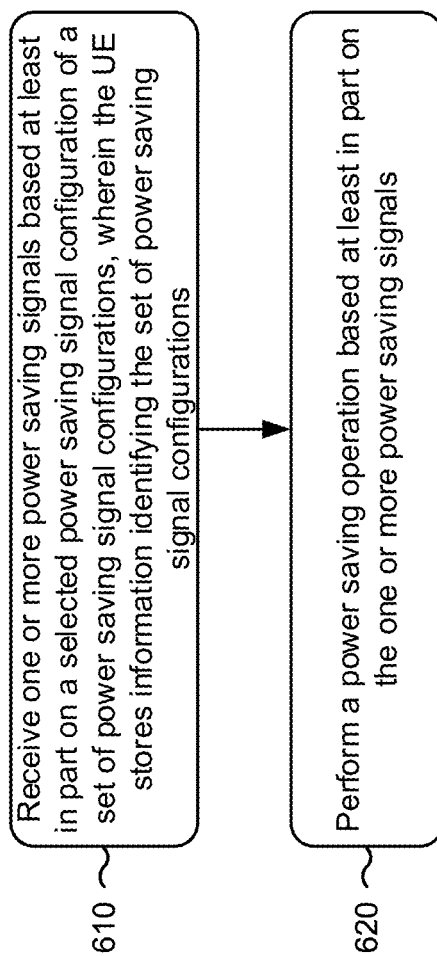 610
Receive one or more power saving signals based at least
in part on a selected power saving signal configuration of a
set of power saving signal configurations, wherein the UE
stores information identifying the set of power saving
signal configurations
620
Perform a power saving operation based at least in part on
the one or more power saving signals